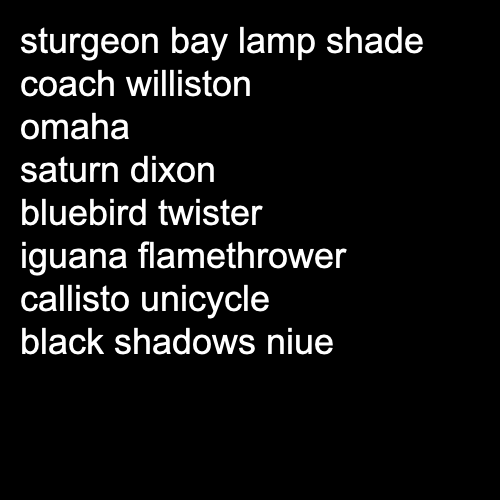 sturgeon bay lamp shade
coach williston
omaha
saturn dixon
bluebird twister
iguana flamethrower
callisto unicycle
black shadows niue